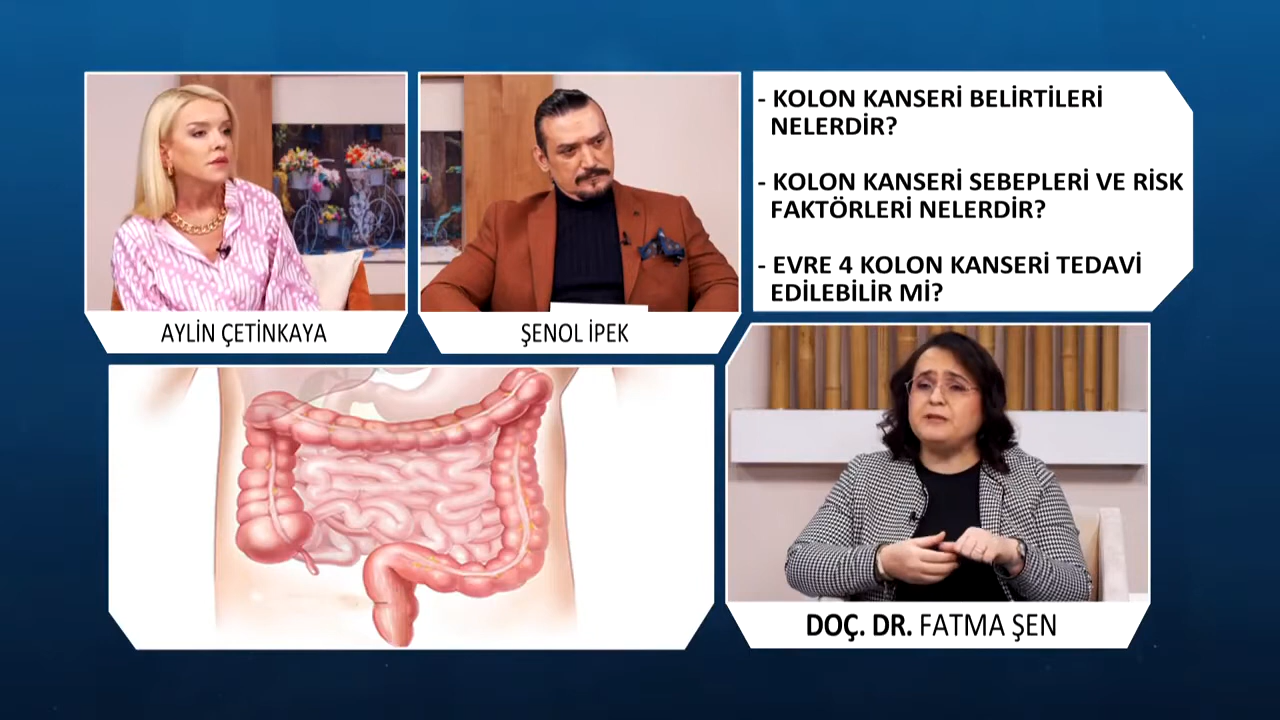 - KOLON KANSERİ BELİRTİLERİ
NELERDİR?
- KOLON KANSERİ SEBEPLERİ VE RİSK
FAKTÖRLERİ NELERDİR?
- EVRE 4 KOLON KANSERİ TEDAVİ
EDİLEBİLİR Mİ?
AYLİN ÇETİNKAYA
ŞENOL İPEK
DOÇ. DR. FATMA ŞEN